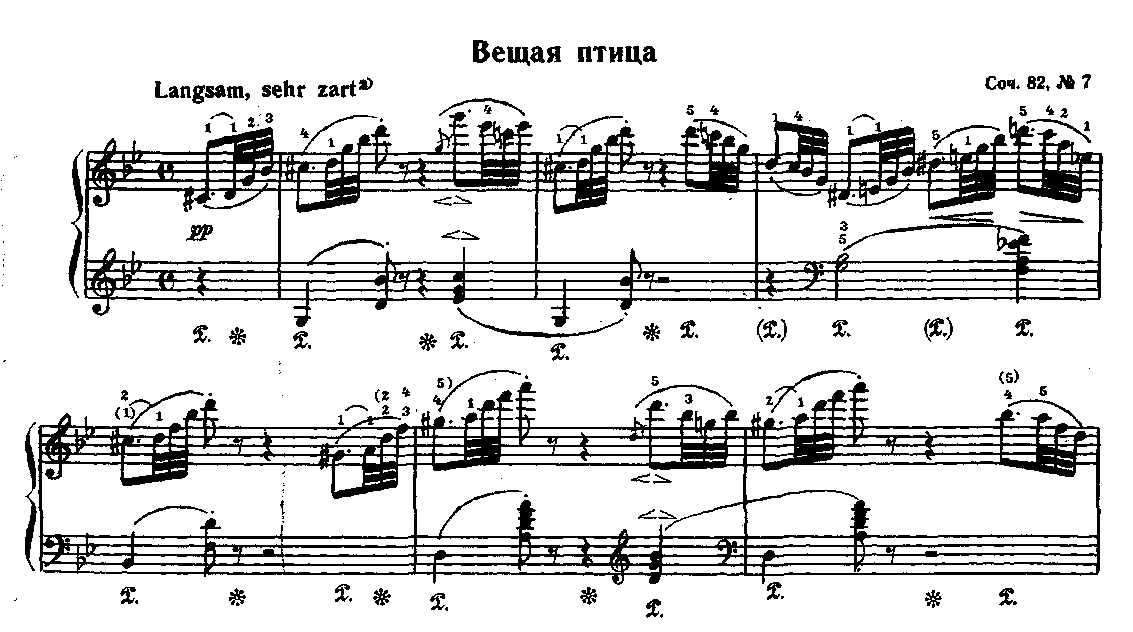 Вещая птица
Langsam, sehr zart a)
Соч. 82, № 7
pp